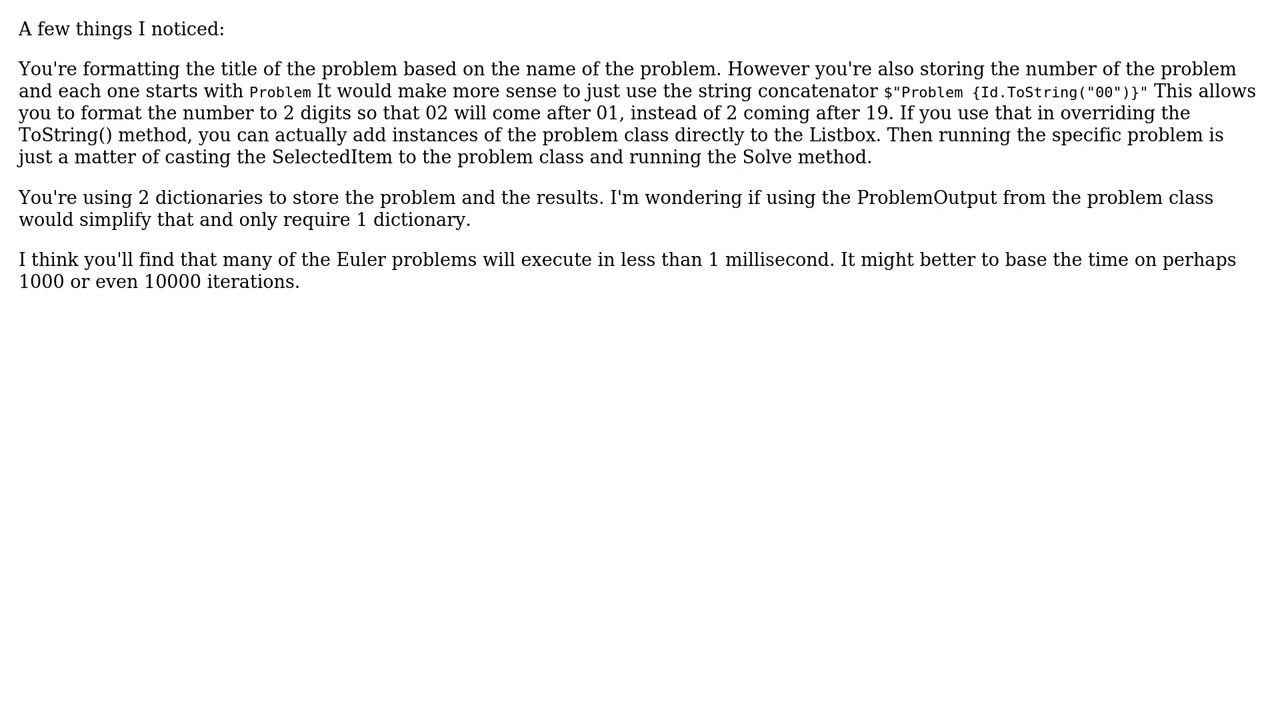 A few things I noticed:
You're formatting the title of the problem based on the name of the problem. However you're also storing the number of the problem
and each one starts with Problem It would make more sense to just use the string concatenator $"Problem {Id.ToString("00")}" This allows
you to format the number to 2 digits so that 02 will come after 01, instead of 2 coming after 19. If you use that in overriding the
ToString() method, you can actually add instances of the problem class directly to the Listbox. Then running the specific problem is
just a matter of casting the SelectedItem to the problem class and running the Solve method.
You're using 2 dictionaries to store the problem and the results. I'm wondering if using the ProblemOutput from the problem class
would simplify that and only require 1 dictionary.
I think you'll find that many of the Euler problems will execute in less than 1 millisecond. It might better to base the time on perhaps
1000 or even 10000 iterations.